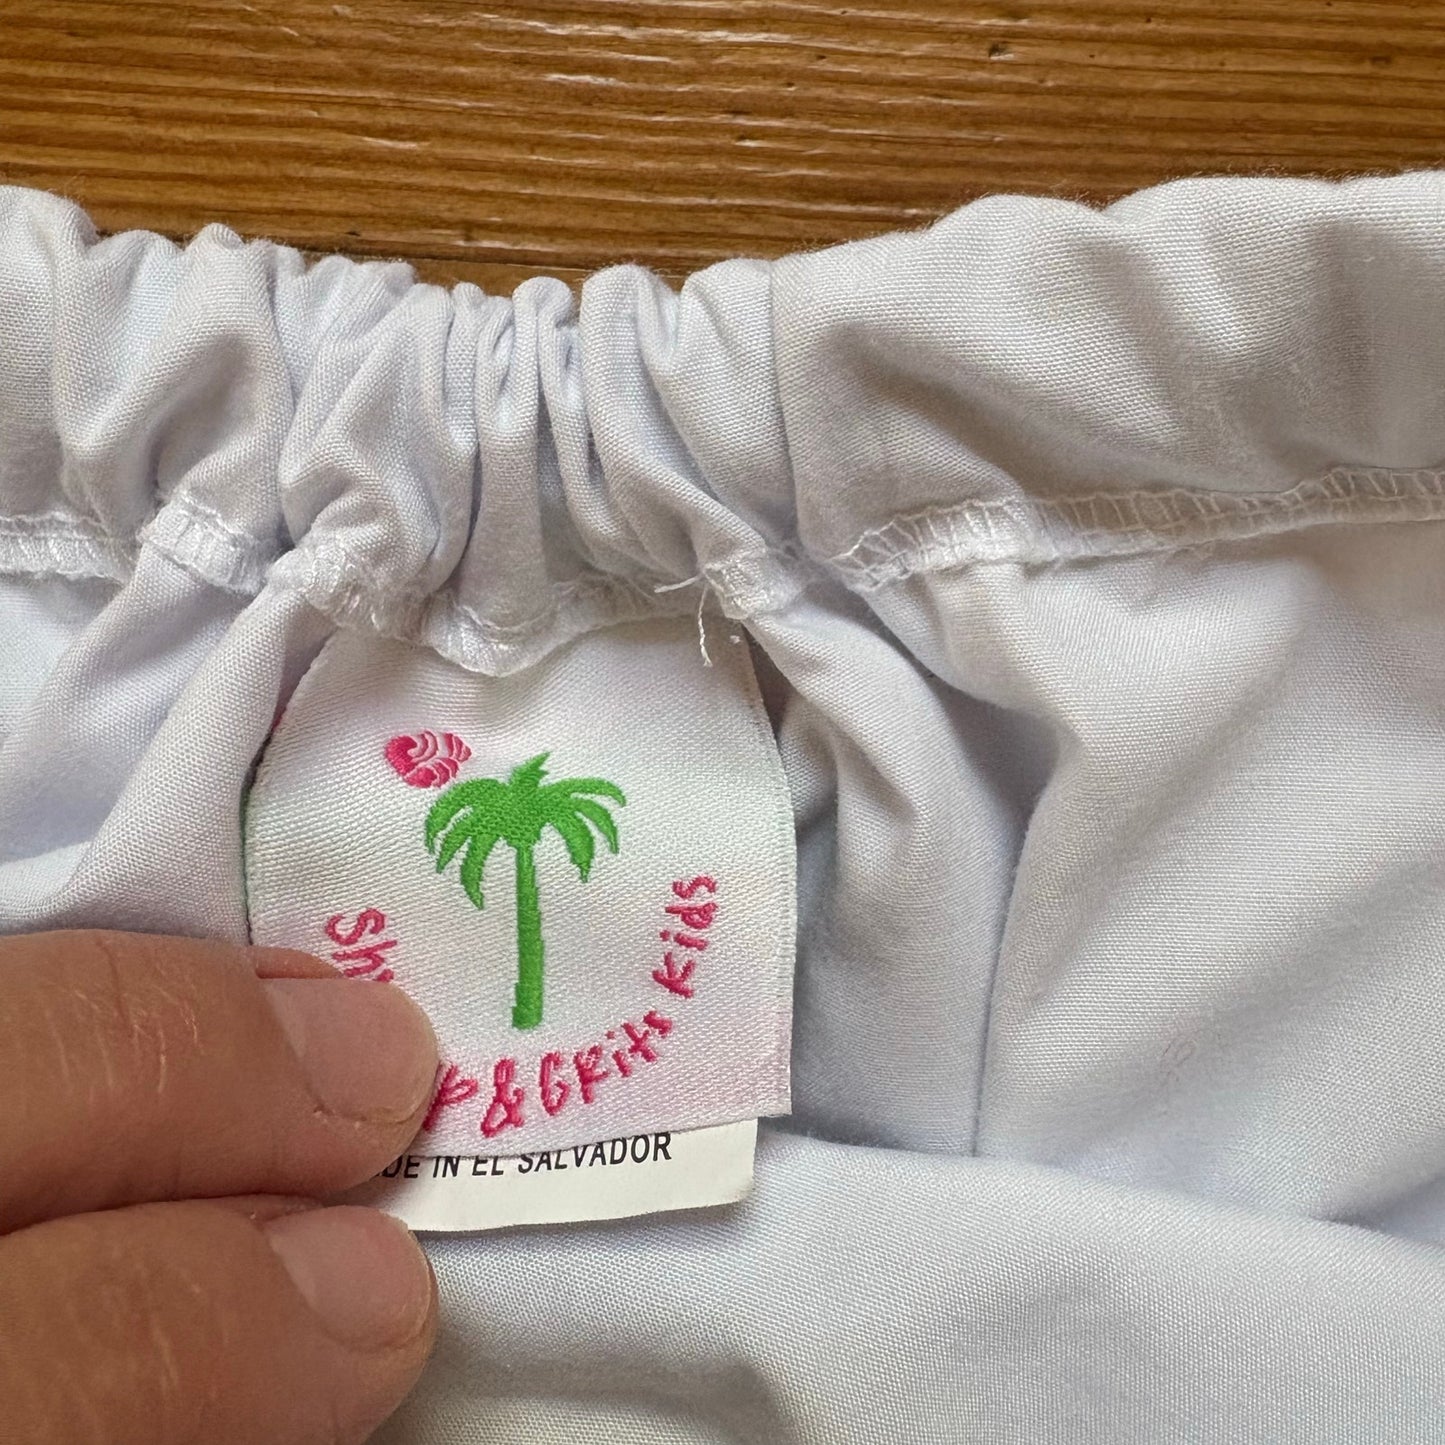 & GRits Kids
IN EL SALVADOR